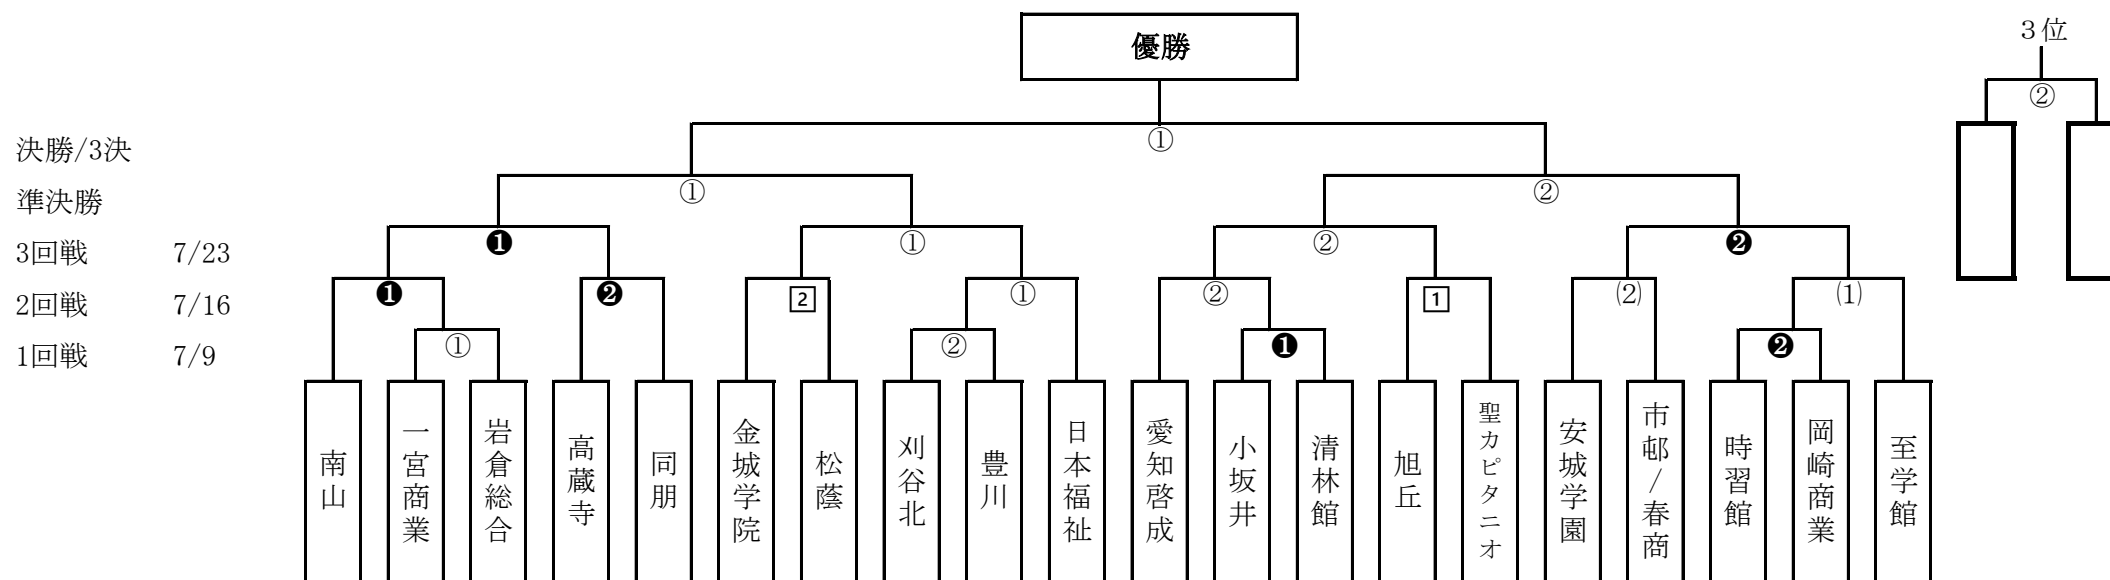 優勝
3位
②
①
決勝/3決
準決勝
① ②
3回戦 7/23
❶ ① ② ❷
2回戦 7/16
❶ ❷ 2 ① ② 1 ⑵ ⑴
1回戦 7/9
① ② ❶ ❷
南山
一宮商業
岩倉総合
高蔵寺
同朋
金城学院
松蔭
刈谷北
豊川
日本福祉
愛知啓成
小坂井
清林館
旭丘
聖カピタニオ
安城学園
市邨/春商
時習館
岡崎商業
至学館